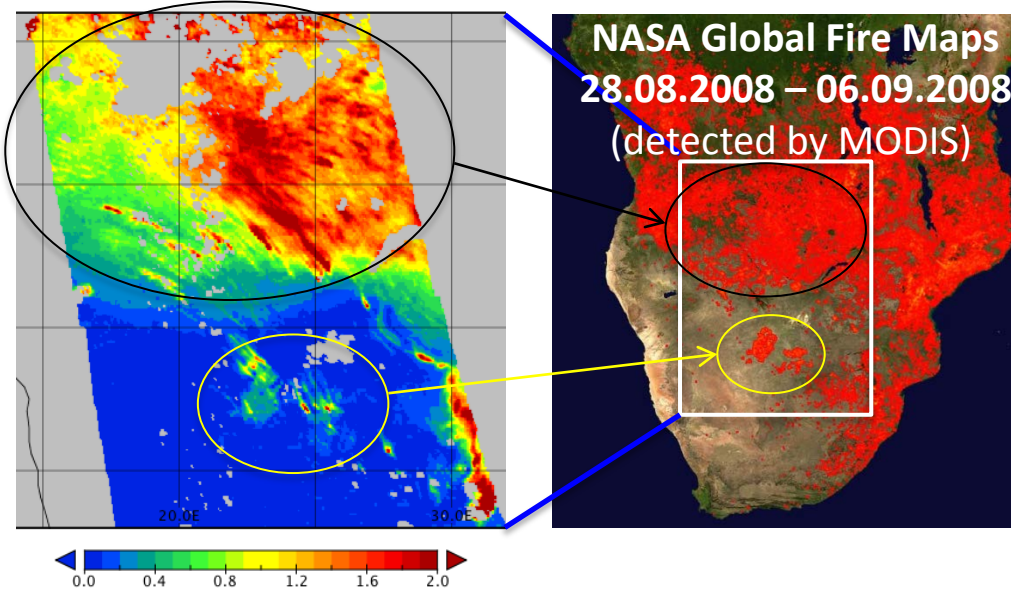 NASA Global Fire Maps
28.08.2008 – 06.09.2008
(detected by MODIS)
20.0E
30.0E
0.0 0.4 0.8 1.2 1.6 2.0